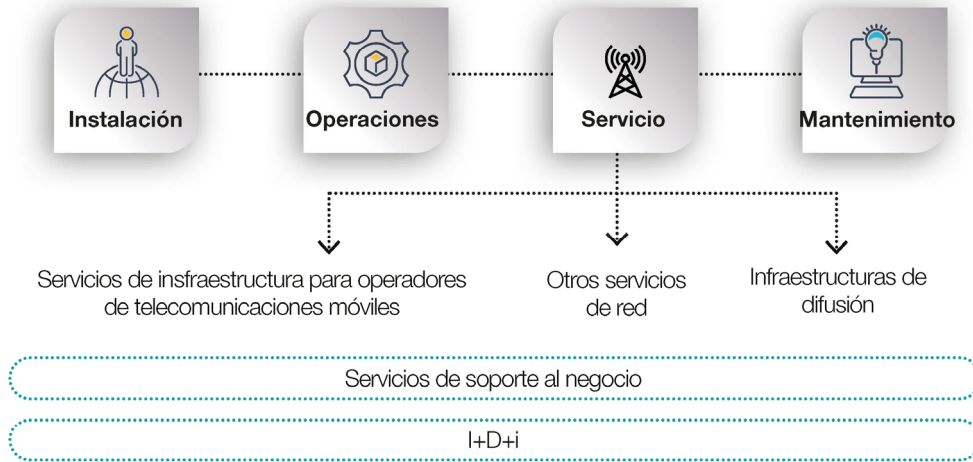 Instalación
Operaciones
Servicio
Mantenimiento
Servicios de insfraestructura para operadores
de telecomunicaciones móviles
Otros servicios
de red
Infraestructuras de
difusión
Servicios de soporte al negocio
I+D+i